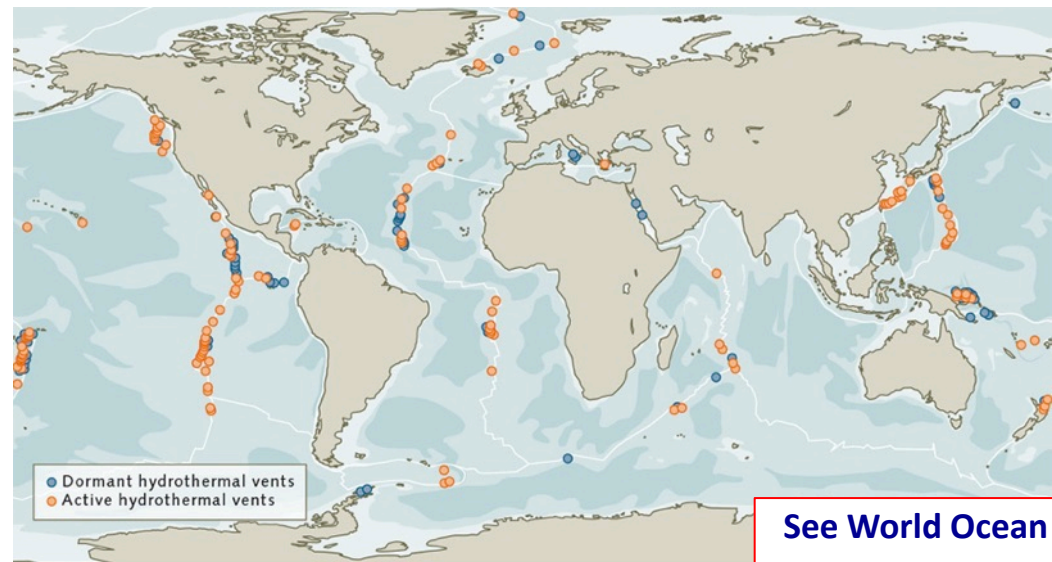 Dormant hydrothermal vents
Active hydrothermal vents
See World Ocean